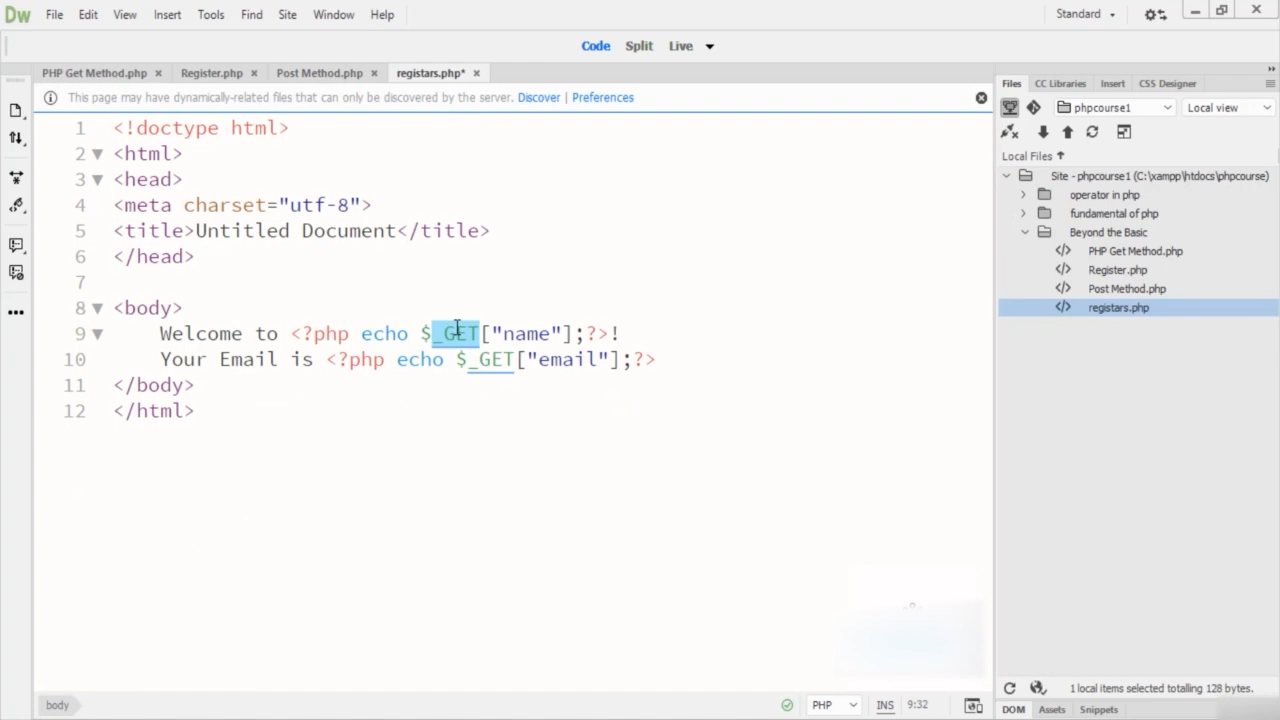 Dw File Edit View Insert Tools Find Site Window Help Standard
Code Split Live
PHP Get Method.php × Register.php × Post Method.php × registars.php* ×
This page may have dynamically-related files that can only be discovered by the server. Discover | Preferences
1 <!doctype html>
2 <html>
3 <head>
4 <meta charset="utf-8">
5 <title>Untitled Document</title>
6 </head>
7
8 <body>
9 Welcome to <?php echo $_GET["name"];?>!
10 Your Email is <?php echo $_GET["email"];?>
11 </body>
12 </html>
body PHP INS 9:32
Files CC Libraries Insert CSS Designer
phpcourse1 Local view
Local Files
Site - phpcourse1 (C:\xampp\htdocs\phpcourse)
operator in php
fundamental of php
Beyond the Basic
PHP Get Method.php
Register.php
Post Method.php
registars.php
1 local items selected totalling 128 bytes.
DOM Assets Snippets